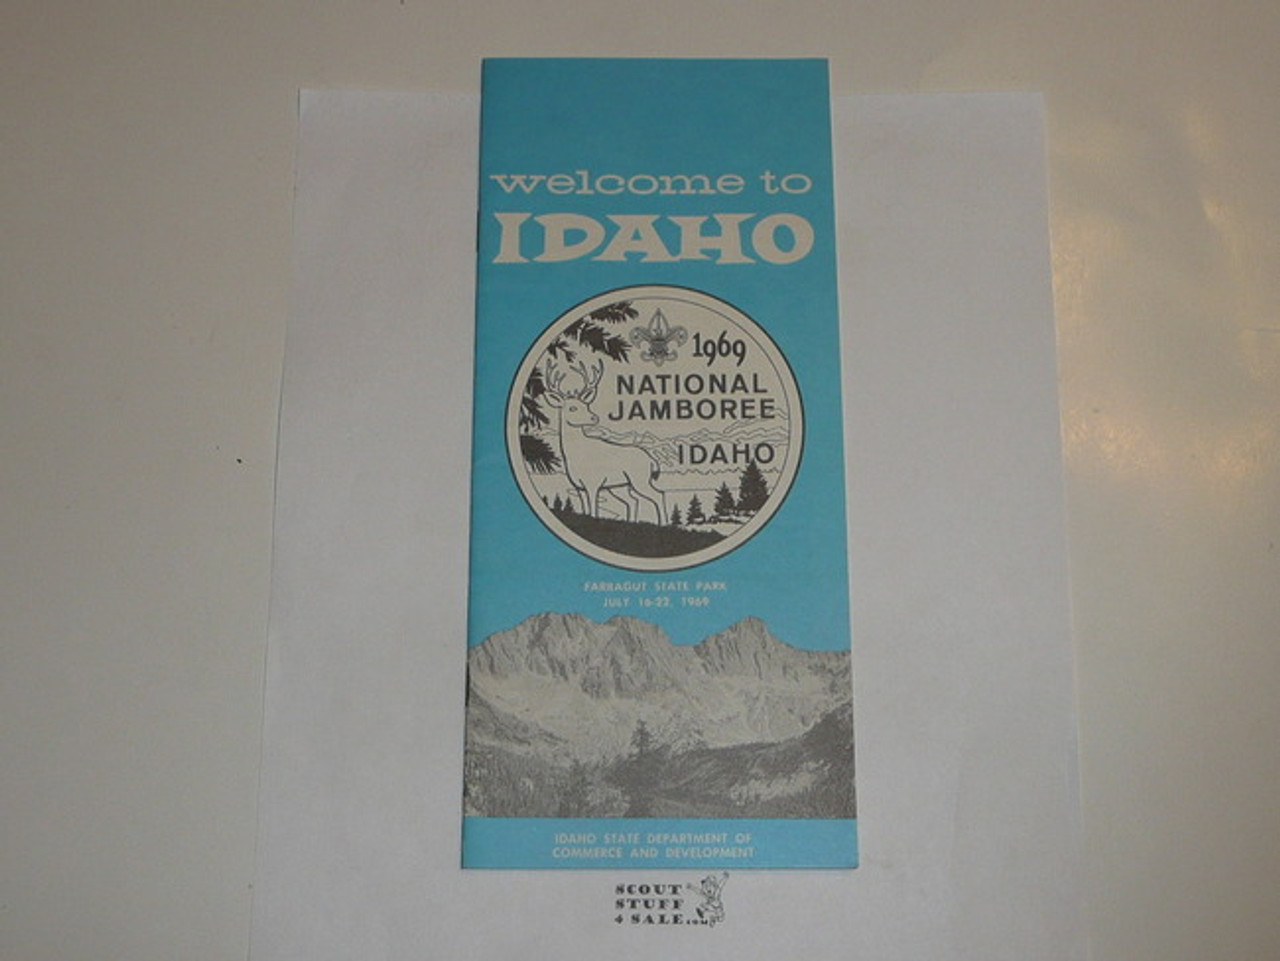 welcome to
IDAHO
1969
NATIONAL
JAMBOREE
IDAHO
FARRAGUT STATE PARK
JULY 16-22, 1969
IDAHO STATE DEPARTMENT OF
COMMERCE AND DEVELOPMENT
SCOUT
STUFF
4 SALE.com